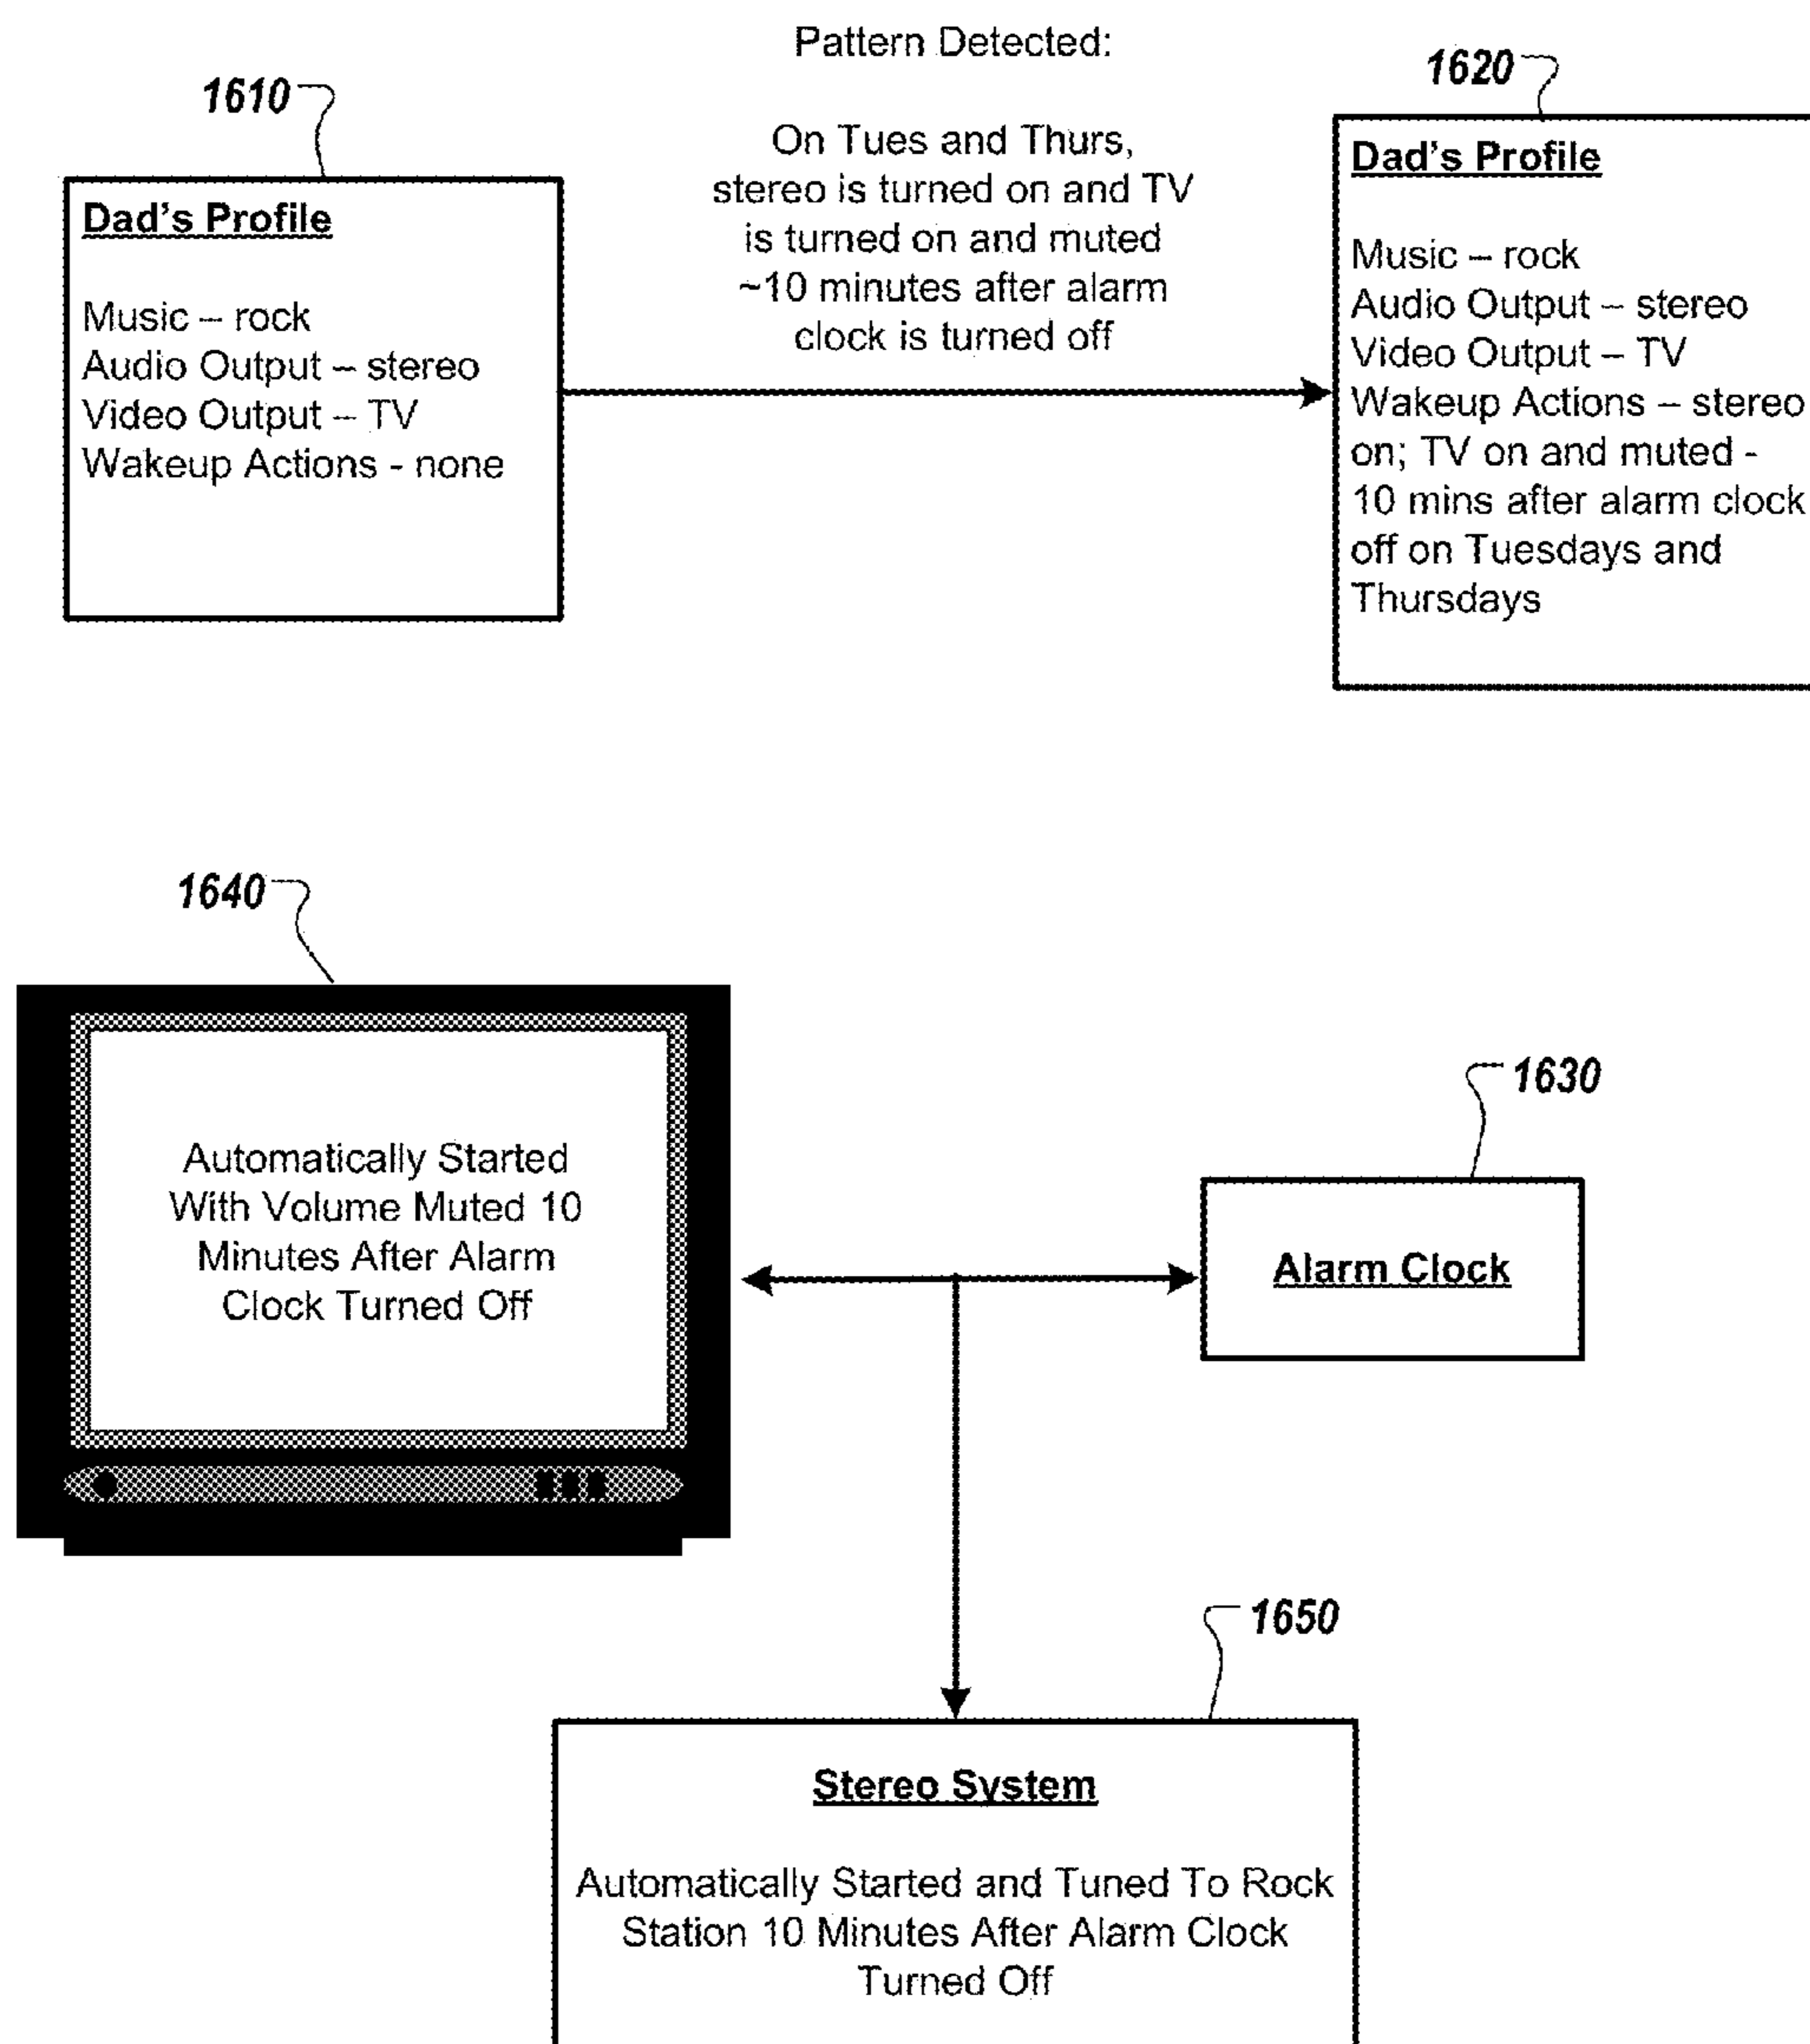 Pattern Detected:
On Tues and Thurs,
stereo is turned on and TV
is turned on and muted
~10 minutes after alarm
clock is turned off
1610
Dad's Profile
Music – rock
Audio Output – stereo
Video Output – TV
Wakeup Actions - none
1620
Dad's Profile
Music – rock
Audio Output – stereo
Video Output – TV
Wakeup Actions – stereo
on; TV on and muted -
10 mins after alarm clock
off on Tuesdays and
Thursdays
1640
Automatically Started
With Volume Muted 10
Minutes After Alarm
Clock Turned Off
1630
Alarm Clock
1650
Stereo System
Automatically Started and Tuned To Rock
Station 10 Minutes After Alarm Clock
Turned Off